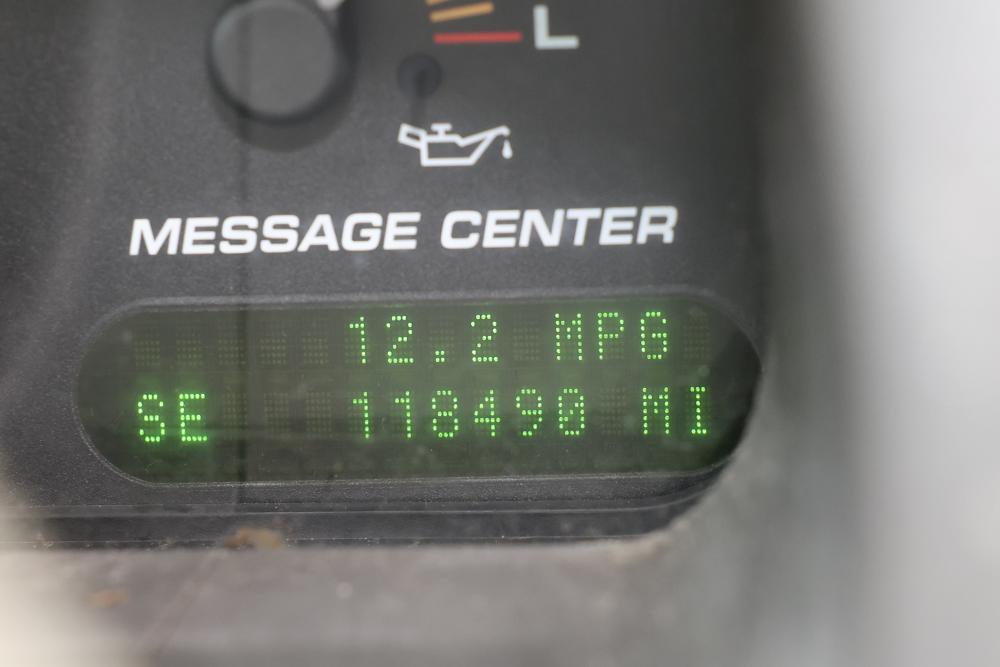 L
MESSAGE CENTER
12.2 MPG
SE 118490 MI